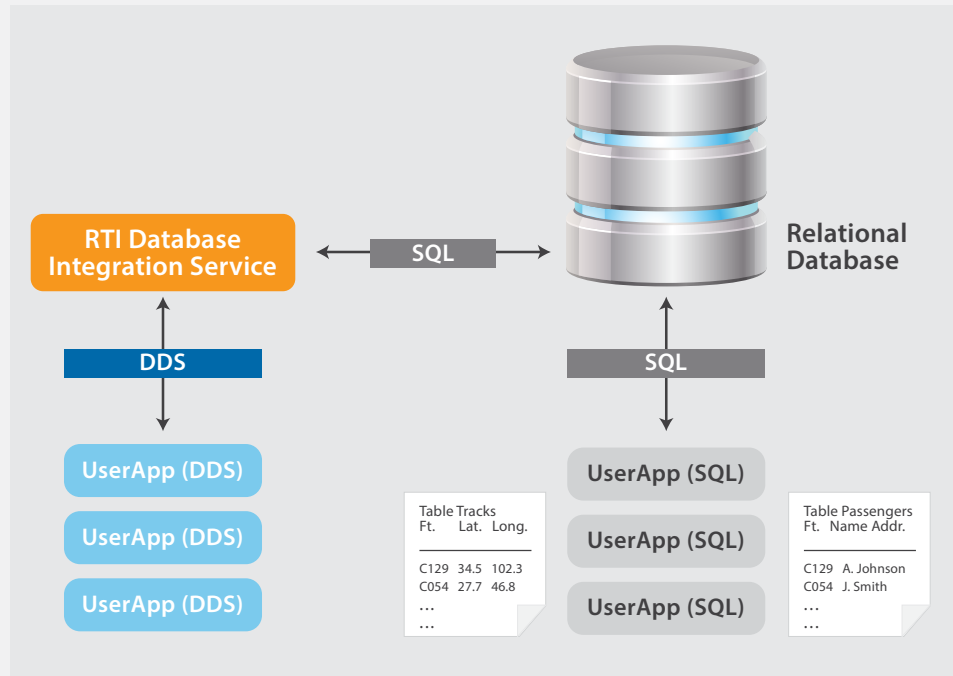 RTI Database
Integration Service
SQL
Relational
Database
DDS
SQL
UserApp (DDS)
UserApp (DDS)
UserApp (DDS)
Table Tracks
Ft. Lat. Long.
C129 34.5 102.3
C054 27.7 46.8
...
...
UserApp (SQL)
UserApp (SQL)
UserApp (SQL)
Table Passengers
Ft. Name Addr.
C129 A. Johnson
C054 J. Smith
...
...